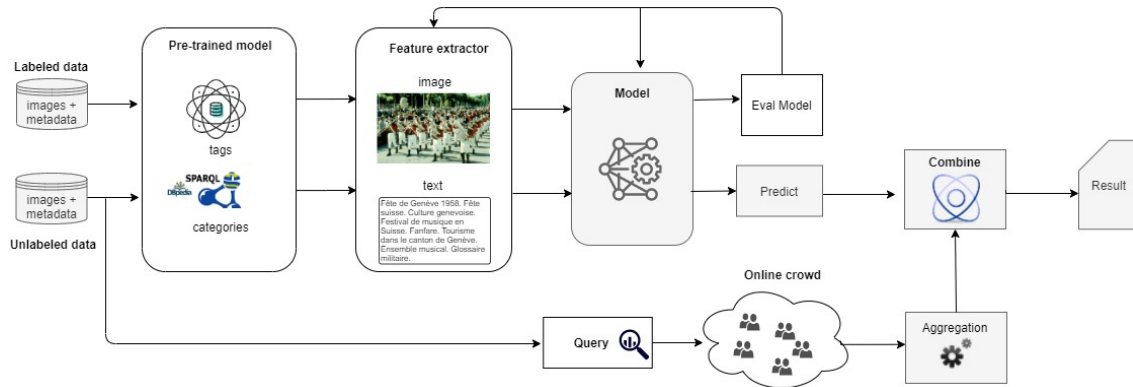 Pre-trained model
Feature extractor
Labeled data
images +
metadata
tags
SPARQL
DBpedia
categories
images +
metadata
Unlabeled data
image
text
Fête de Genève 1958. Fête
suisse. Culture genevoise.
Festival de musique en
Suisse. Fanfare. Tourisme
dans le canton de Genève.
Ensemble musical. Glossaire
militaire.
Model
Eval Model
Predict
Combine
Result
Online crowd
Query
Aggregation